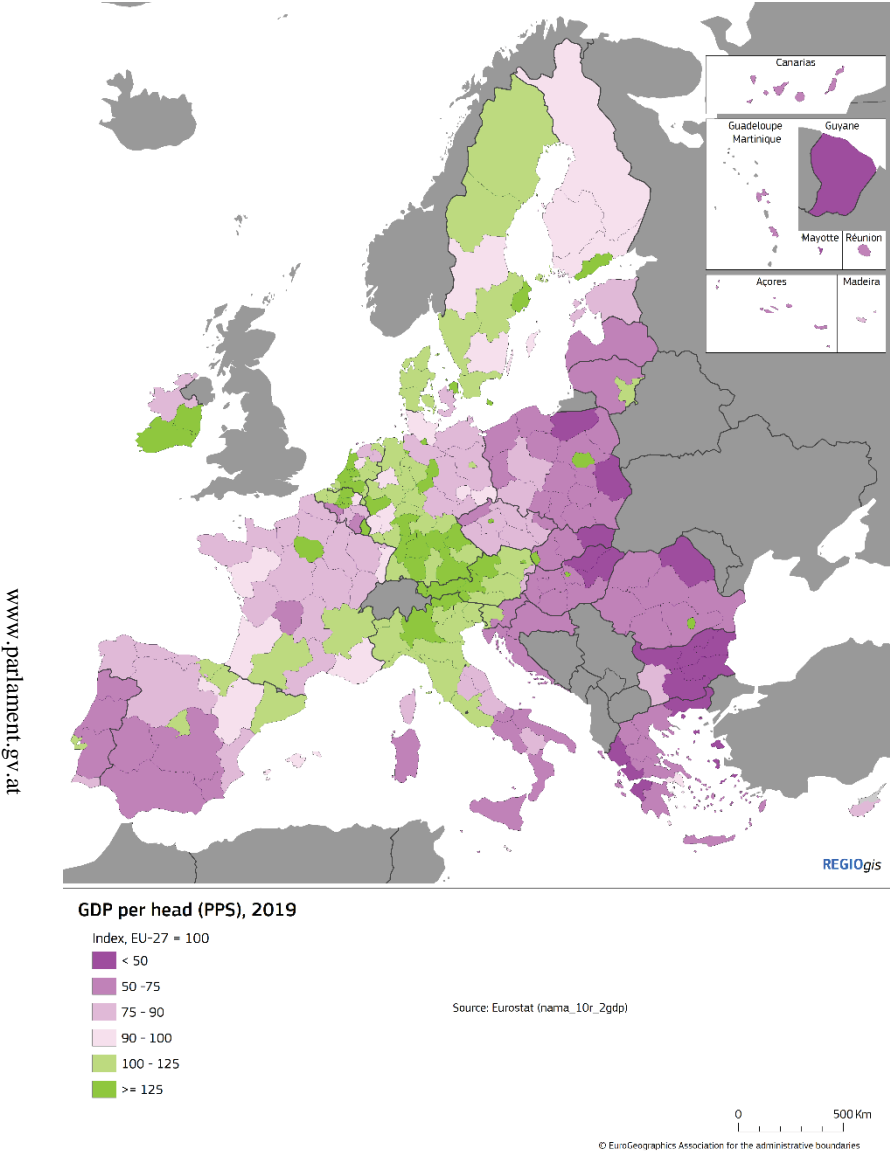 www.parlament.gv.at
Canarias
Guadeloupe
Martinique
Guyane
Mayotte
Réunion
Açores
Madeira
REGIOgis
GDP per head (PPS), 2019
Index, EU-27 = 100
< 50
50 -75
75 - 90
90 - 100
100 - 125
>= 125
Source: Eurostat (nama_10r_2gdp)
0 500 Km
© EuroGeographics Association for the administrative boundaries